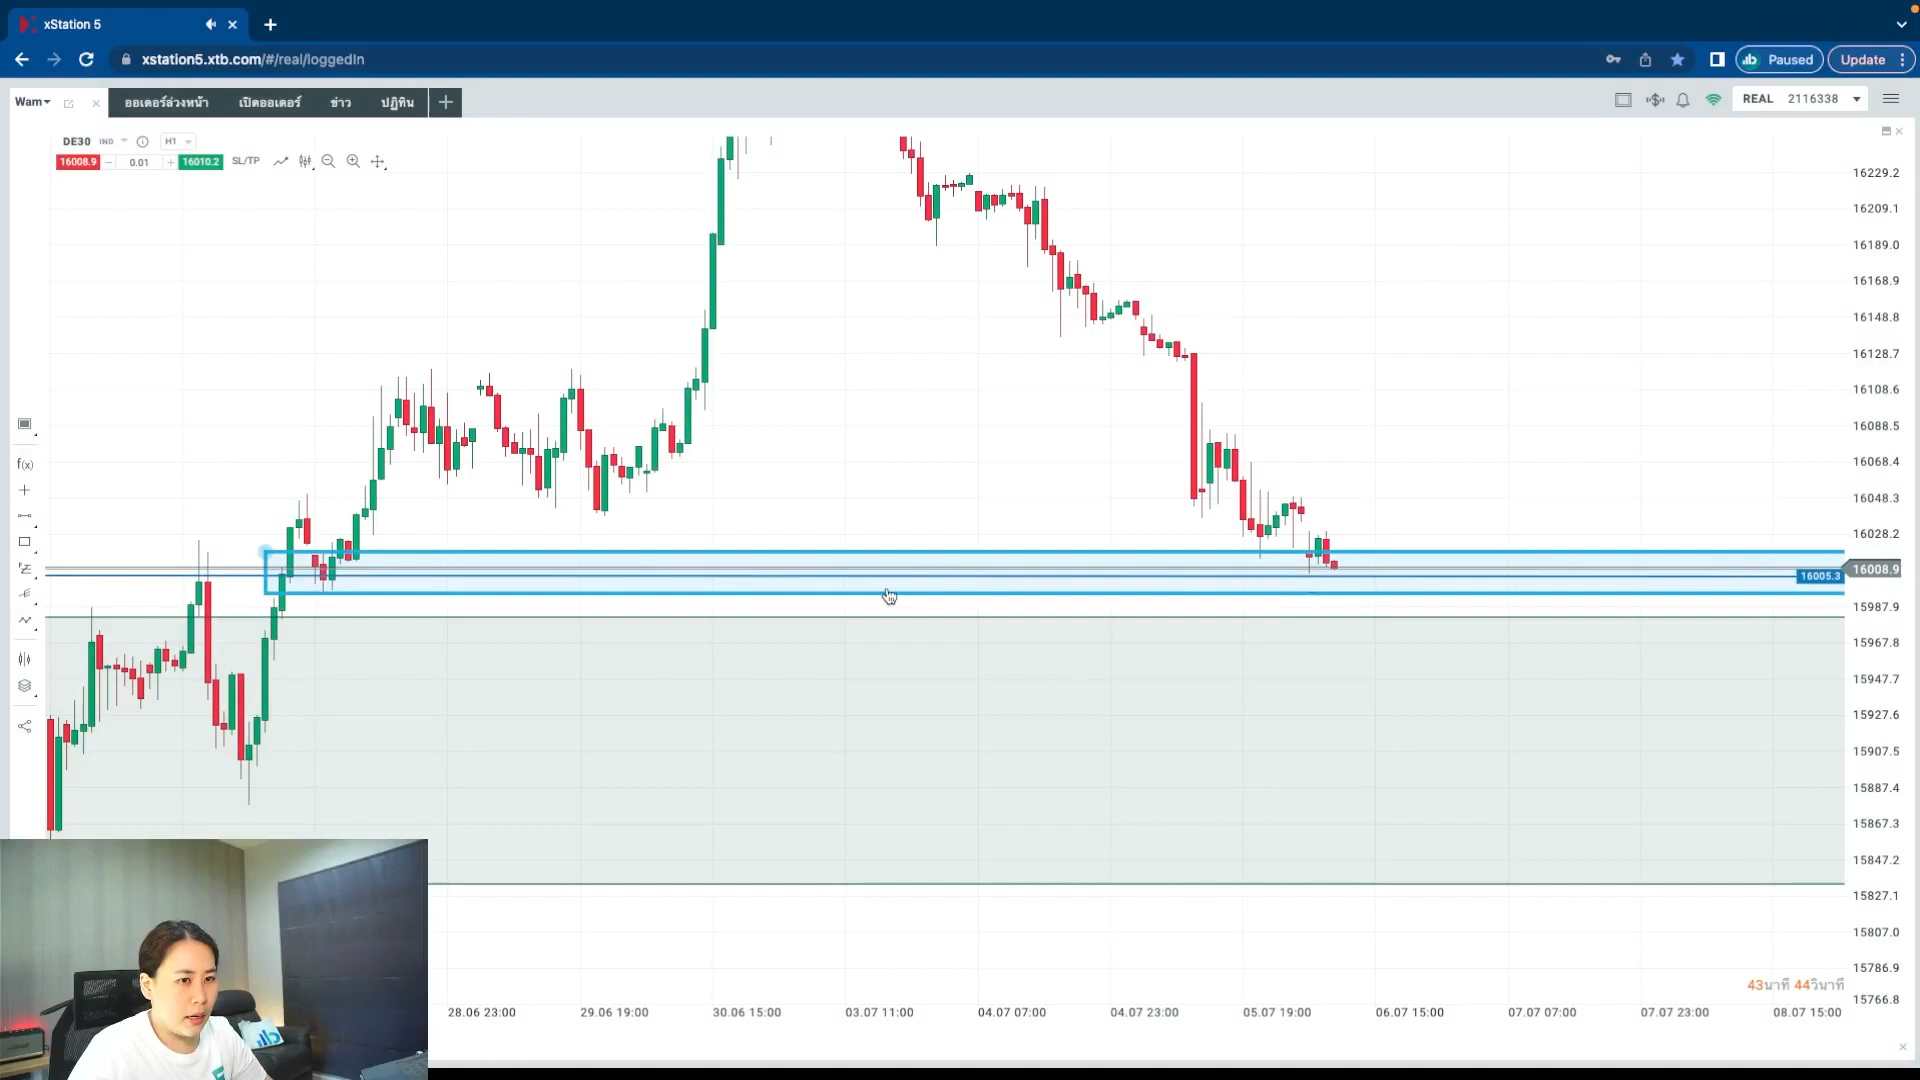 xStation 5
xstation5.xtb.com/#/real/loggedIn
Paused
Update
Wam
ออเดอร์ล่วงหน้า
เปิดออเดอร์
ข่าว
ปฏิทิน
REAL 2116338
DE30 IND H1
16008.9 0.01 16010.2 SL/TP
f(x)
16229.2
16209.1
16189.0
16168.9
16148.8
16128.7
16108.6
16088.5
16068.4
16048.3
16028.2
16008.9
16005.3
15987.9
15967.8
15947.7
15927.6
15907.5
15887.4
15867.3
15847.2
15827.1
15807.0
15786.9
15766.8
43นาที 44วินาที
28.06 23:00 29.06 19:00 30.06 15:00 03.07 11:00 04.07 07:00 04.07 23:00 05.07 19:00 06.07 15:00 07.07 07:00 07.07 23:00 08.07 15:00